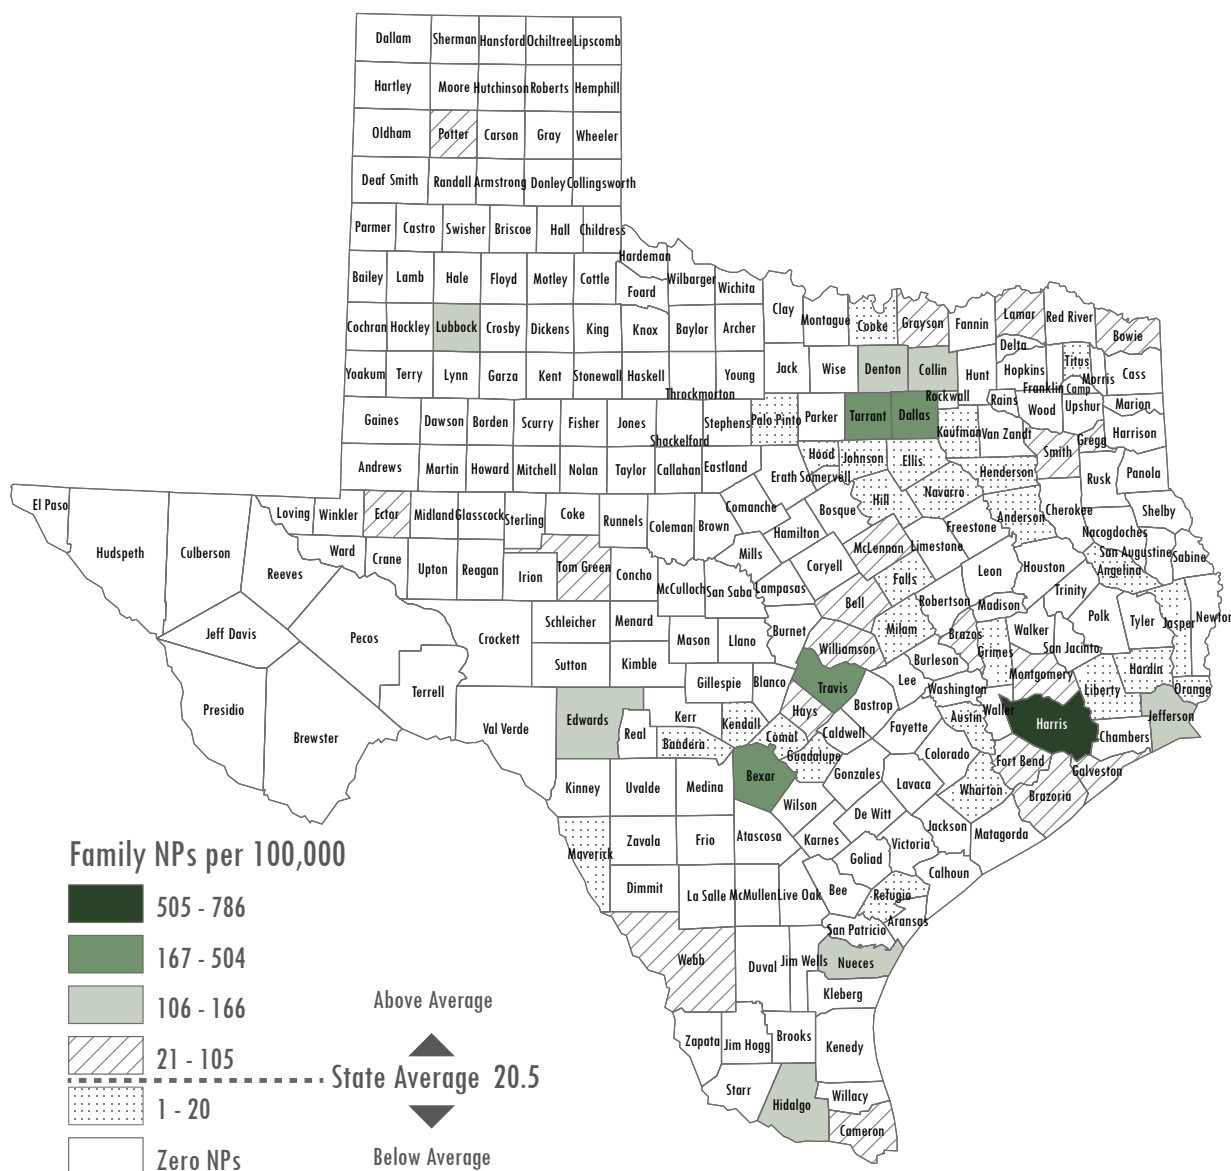 Dallam Sherman Hansford Ochiltree Lipscomb
Hartley Moore Hutchinson Roberts Hemphill
Oldham Potter Carson Gray Wheeler
Deaf Smith Randall Armstrong Donley Collingsworth
Parmer Castro Swisher Briscoe Hall Childress
Hardeman
Bailey Lamb Hale Floyd Motley Cottle Foard Wilbarger Wichita
Clay Montague Cooke Grayson Fannin Lamar Red River Bowie
Cochran Hockley Lubbock Crosby Dickens King Knox Baylor Archer
Delta Titus
Jack Wise Denton Collin Hunt Hopkins Franklin Camp Morris Cass
Yoakum Terry Lynn Garza Kent Stonewall Haskell Throckmorton Young
Rockwall Rains Wood Upshur Marion
Gaines Dawson Borden Scurry Fisher Jones Shackelford Stephens Palo Pinto Parker Tarrant Dallas Kaufman Van Zandt Smith Gregg Harrison
Andrews Martin Howard Mitchell Nolan Taylor Callahan Eastland Erath Hood Somervell Johnson Ellis Henderson Rusk Panola
El Paso Hudspeth Culberson Reeves Loving Winkler Ector Midland Glasscock Sterling Coke Runnels Coleman Brown Comanche Bosque Hill Navarro Anderson Cherokee Shelby
Hamilton Freestone Nacogdoches
Ward Crane Upton Reagan Irion Tom Green Concho Mills Coryell McLennan Limestone San Augustine Sabine
McCulloch San Saba Lampasas Bell Falls Leon Houston Angelina
Trinity
Jeff Davis Pecos Crockett Schleicher Menard Mason Llano Burnet Williamson Milam Robertson Madison Walker Polk Tyler Jasper Newton
Brazos Grimes San Jacinto
Presidio Brewster Terrell Val Verde Sutton Kimble Gillespie Blanco Travis Lee Burleson Washington Montgomery Liberty Hardin Orange
Edwards Real Kerr Kendall Hays Bastrop Fayette Austin Waller Harris Chambers Jefferson
Bandera Comal Caldwell Guadalupe Colorado Fort Bend Galveston
Kinney Uvalde Medina Bexar Gonzales Lavaca Wharton Brazoria
Wilson De Witt
Maverick Zavala Frio Atascosa Karnes Victoria Jackson Matagorda
Goliad Calhoun
Dimmit La Salle McMullen Live Oak Bee Refugio
Aransas
San Patricio
Webb Duval Jim Wells Nueces
Kleberg
Zapata Jim Hogg Brooks Kenedy
Starr Hidalgo Willacy
Cameron
Family NPs per 100,000
505 - 786
167 - 504
106 - 166
21 - 105
1 - 20
Zero NPs
Above Average
State Average 20.5
Below Average